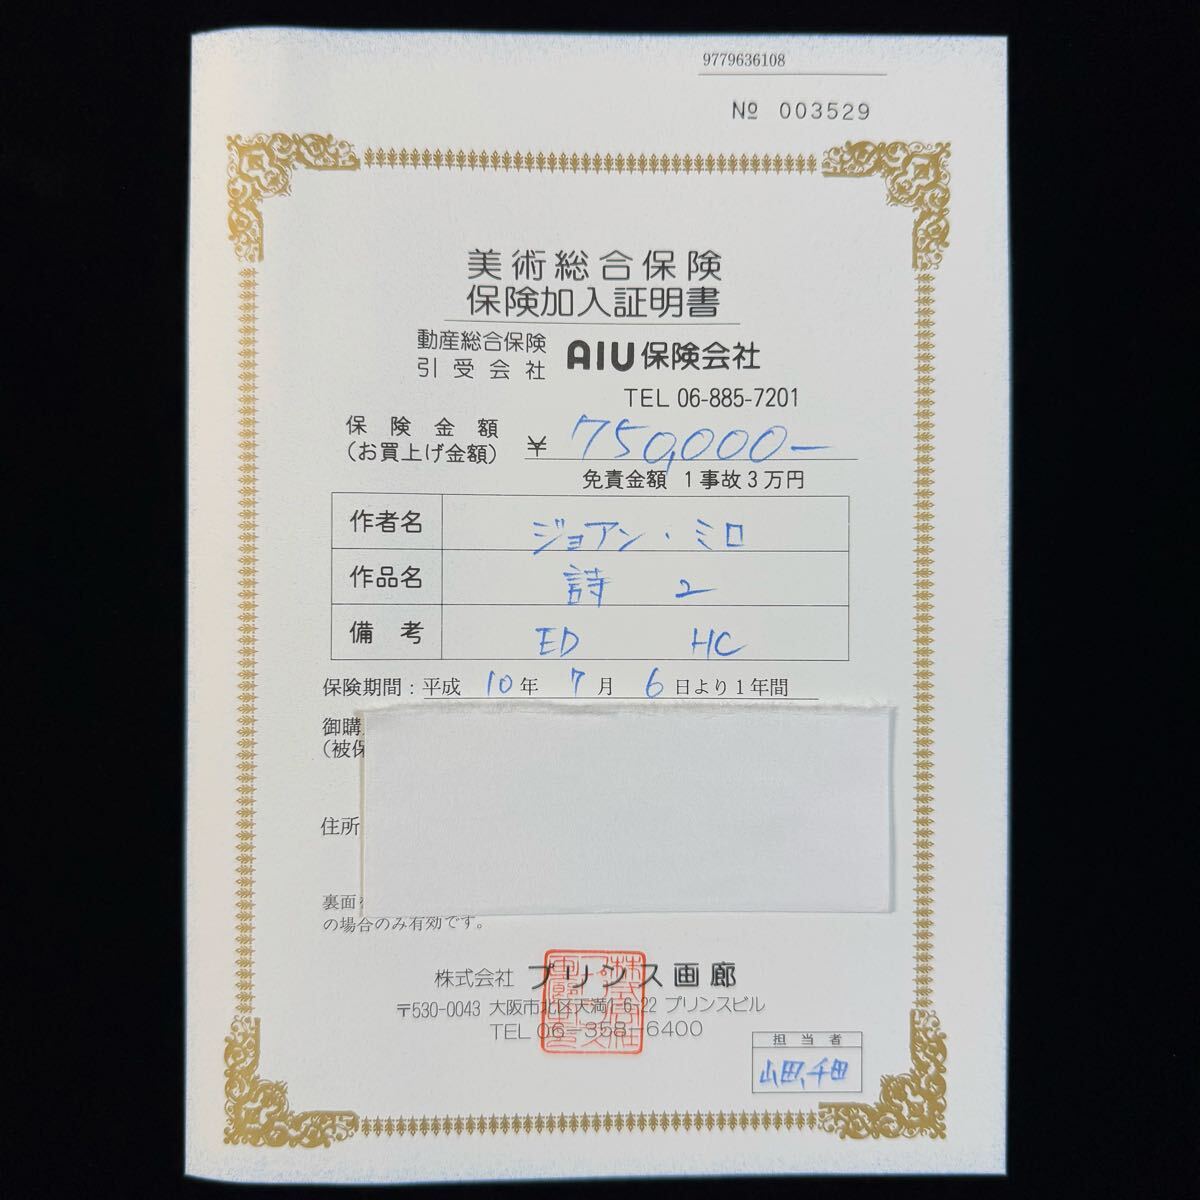 9779636108
№ 003529
美術総合保険
保険加入証明書
動産総合保険
引受会社 AIU保険会社
TEL 06-885-7201
保険金額
(お買上げ金額) ¥ 750,000-
免責金額 1事故3万円
作者名 ジョアン・ミロ
作品名 詩 2
備考 ED HC
保険期間:平成 10年 7月 6日より1年間
御購
(被保
住所
裏面
の場合のみ有効です。
株式会社 プリンス画廊
〒530-0043 大阪市北区天満1-6-22 プリンスビル
TEL 06-358-6400
担当者
山田、千田